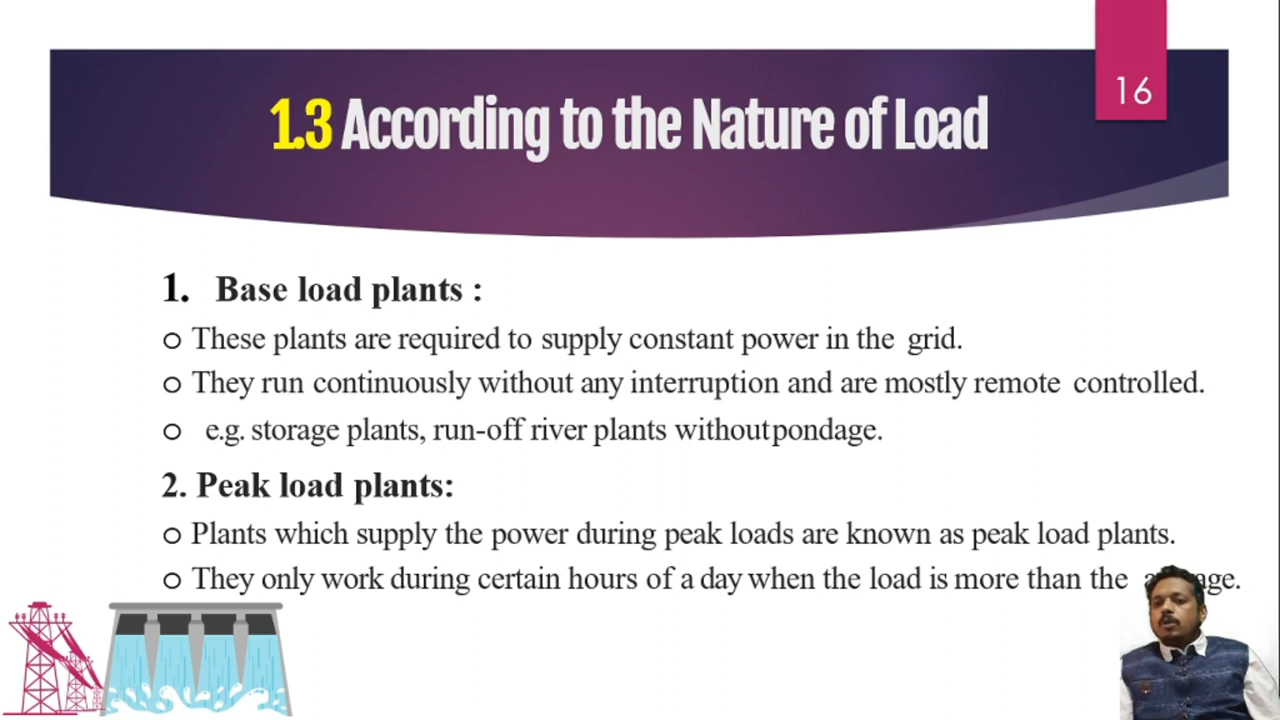 16
1.3 According to the Nature of Load
1. Base load plants :
o These plants are required to supply constant power in the grid.
o They run continuously without any interruption and are mostly remote controlled.
o e.g. storage plants, run-off river plants without pondage.
2. Peak load plants:
o Plants which supply the power during peak loads are known as peak load plants.
o They only work during certain hours of a day when the load is more than the